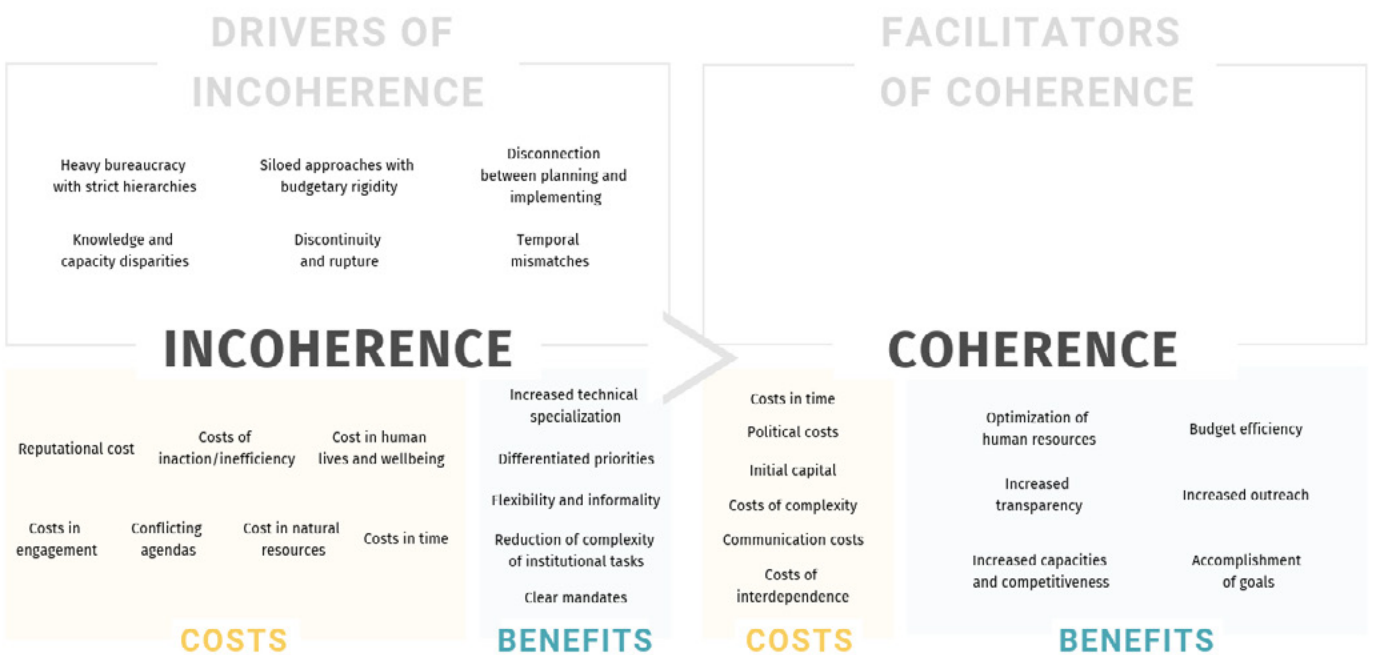 DRIVERS OF
INCOHERENCE
Heavy bureaucracy
with strict hierarchies
Siloed approaches with
budgetary rigidity
Disconnection
between planning and
implementing
Knowledge and
capacity disparities
Discontinuity
and rupture
Temporal
mismatches
FACILITATORS
OF COHERENCE
INCOHERENCE
Reputational cost
Costs of
inaction/inefficiency
Cost in human
lives and wellbeing
Costs in
engagement
Conflicting
agendas
Cost in natural
resources
Costs in time
COSTS
Increased technical
specialization
Differentiated priorities
Flexibility and informality
Reduction of complexity
of institutional tasks
Clear mandates
BENEFITS
COHERENCE
Costs in time
Political costs
Initial capital
Costs of complexity
Communication costs
Costs of
interdependence
COSTS
Optimization of
human resources
Budget efficiency
Increased
transparency
Increased outreach
Increased capacities
and competitiveness
Accomplishment
of goals
BENEFITS